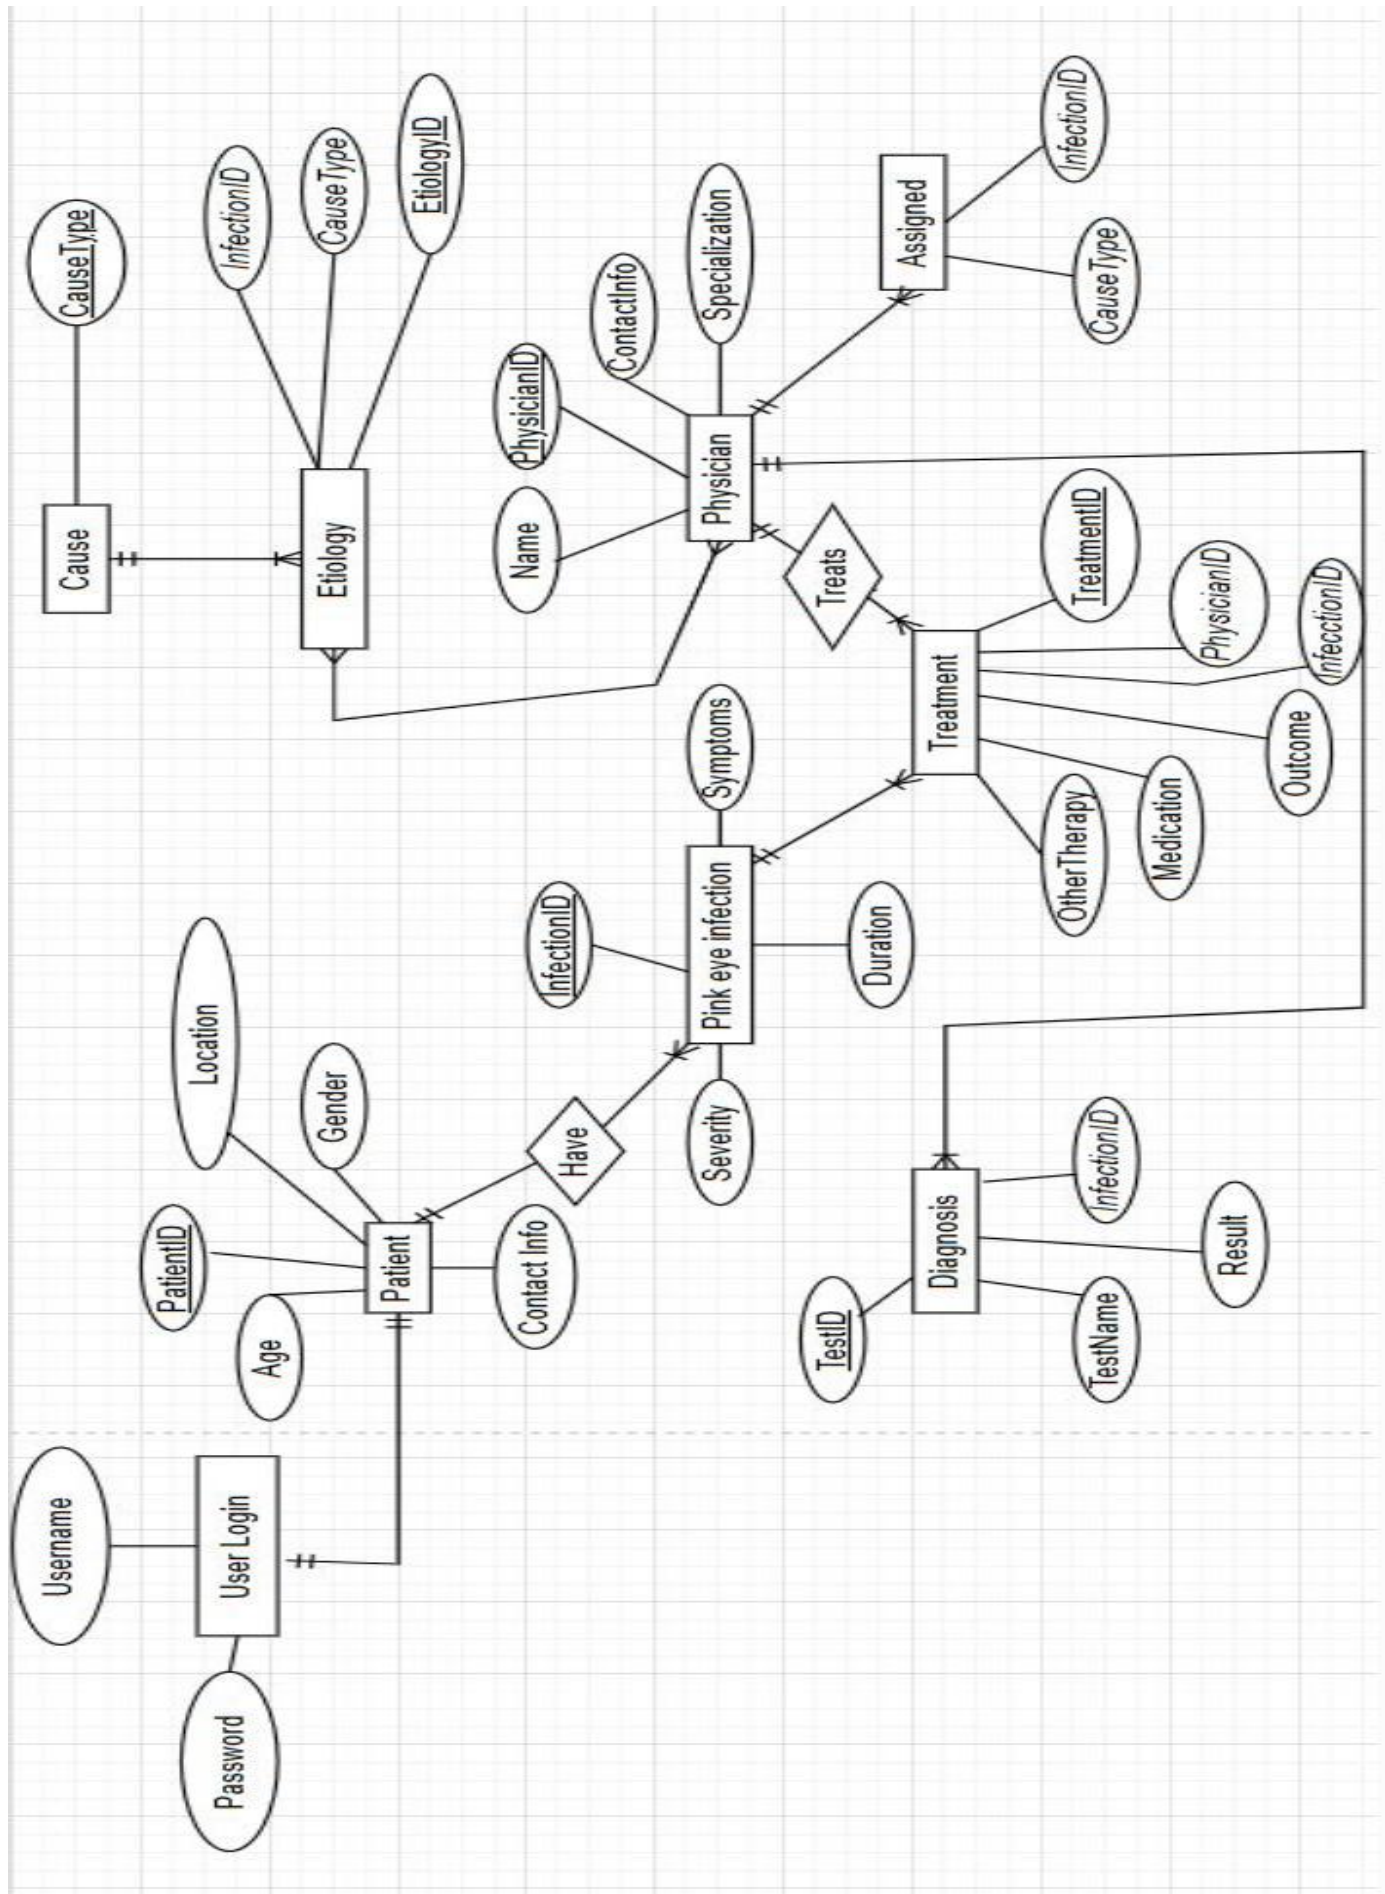 Username
Cause
CauseType
PatientID
Location
Password
User Login
InfectionID
Age
Gender
Etiology
CauseType
Patient
EtiologyID
Contact Info
Name
PhysicianID
InfectionID
Have
ContactInfo
Severity
Pink eye infection
Symptoms
Physician
Specialization
TestID
Treats
Duration
Assigned
Diagnosis
Treatment
TestName
InfectionID
OtherTherapy
TreatmentID
CauseType
InfectionID
Medication
PhysicianID
Result
Outcome
InfecctionID